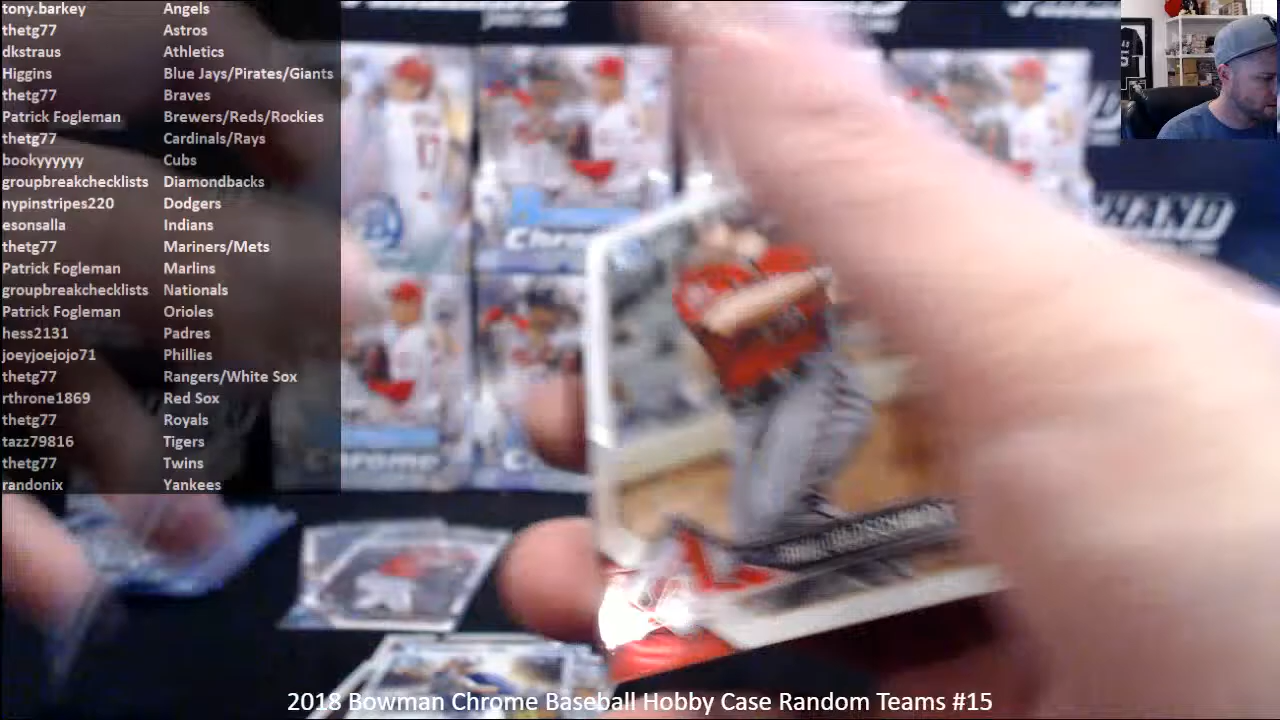 tony.barkey Angels
thetg77 Astros
dkstraus Athletics
Higgins Blue Jays/Pirates/Giants
thetg77 Braves
Patrick Fogleman Brewers/Reds/Rockies
thetg77 Cardinals/Rays
bookyyyyyy Cubs
groupbreakchecklists Diamondbacks
nypinstripes220 Dodgers
esonsalla Indians
thetg77 Mariners/Mets
Patrick Fogleman Marlins
groupbreakchecklists Nationals
Patrick Fogleman Orioles
hess2131 Padres
joeyjoejojo71 Phillies
thetg77 Rangers/White Sox
rthrone1869 Red Sox
thetg77 Royals
tazz79816 Tigers
thetg77 Twins
randonix Yankees
Chrome
Chrome
2018 Bowman Chrome Baseball Hobby Case Random Teams #15